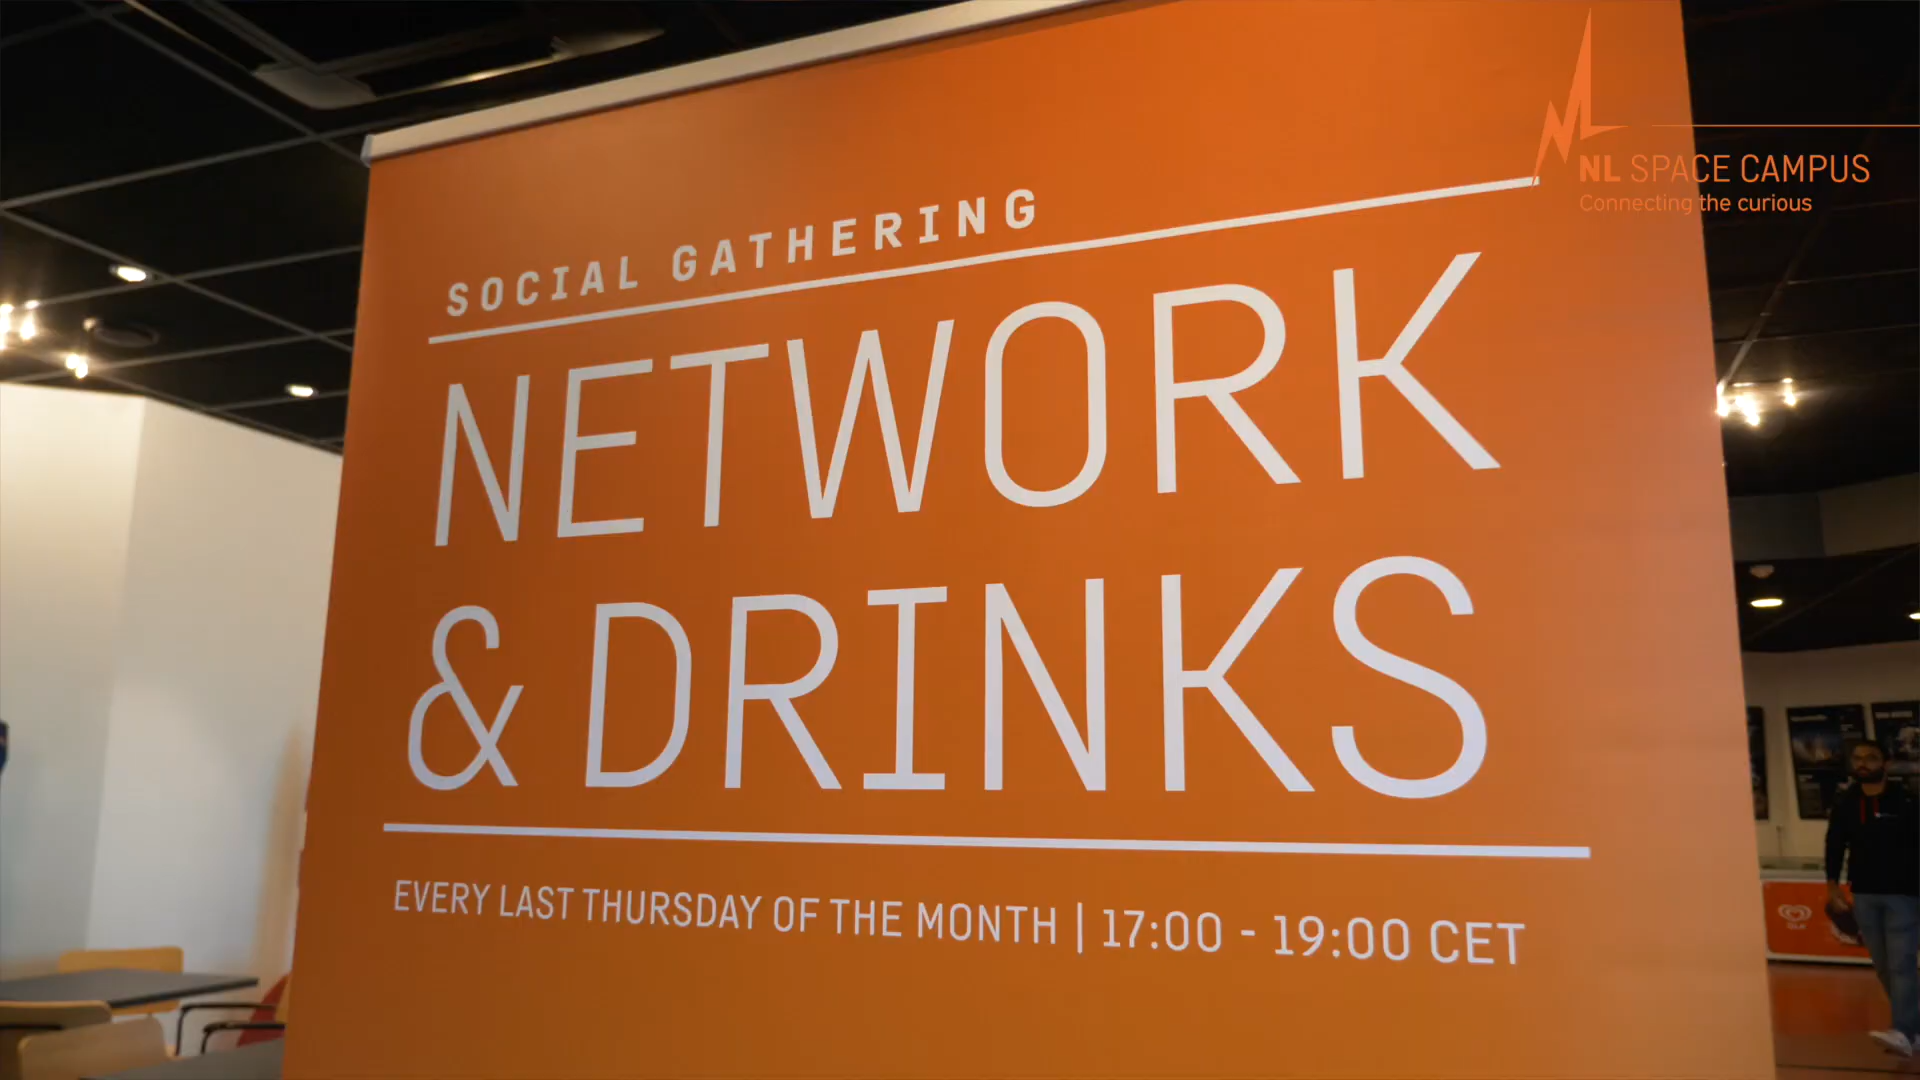 NL SPACE CAMPUS
Connecting the curious
SOCIAL GATHERING
NETWORK
& DRINKS
EVERY LAST THURSDAY OF THE MONTH | 17:00 - 19:00 CET